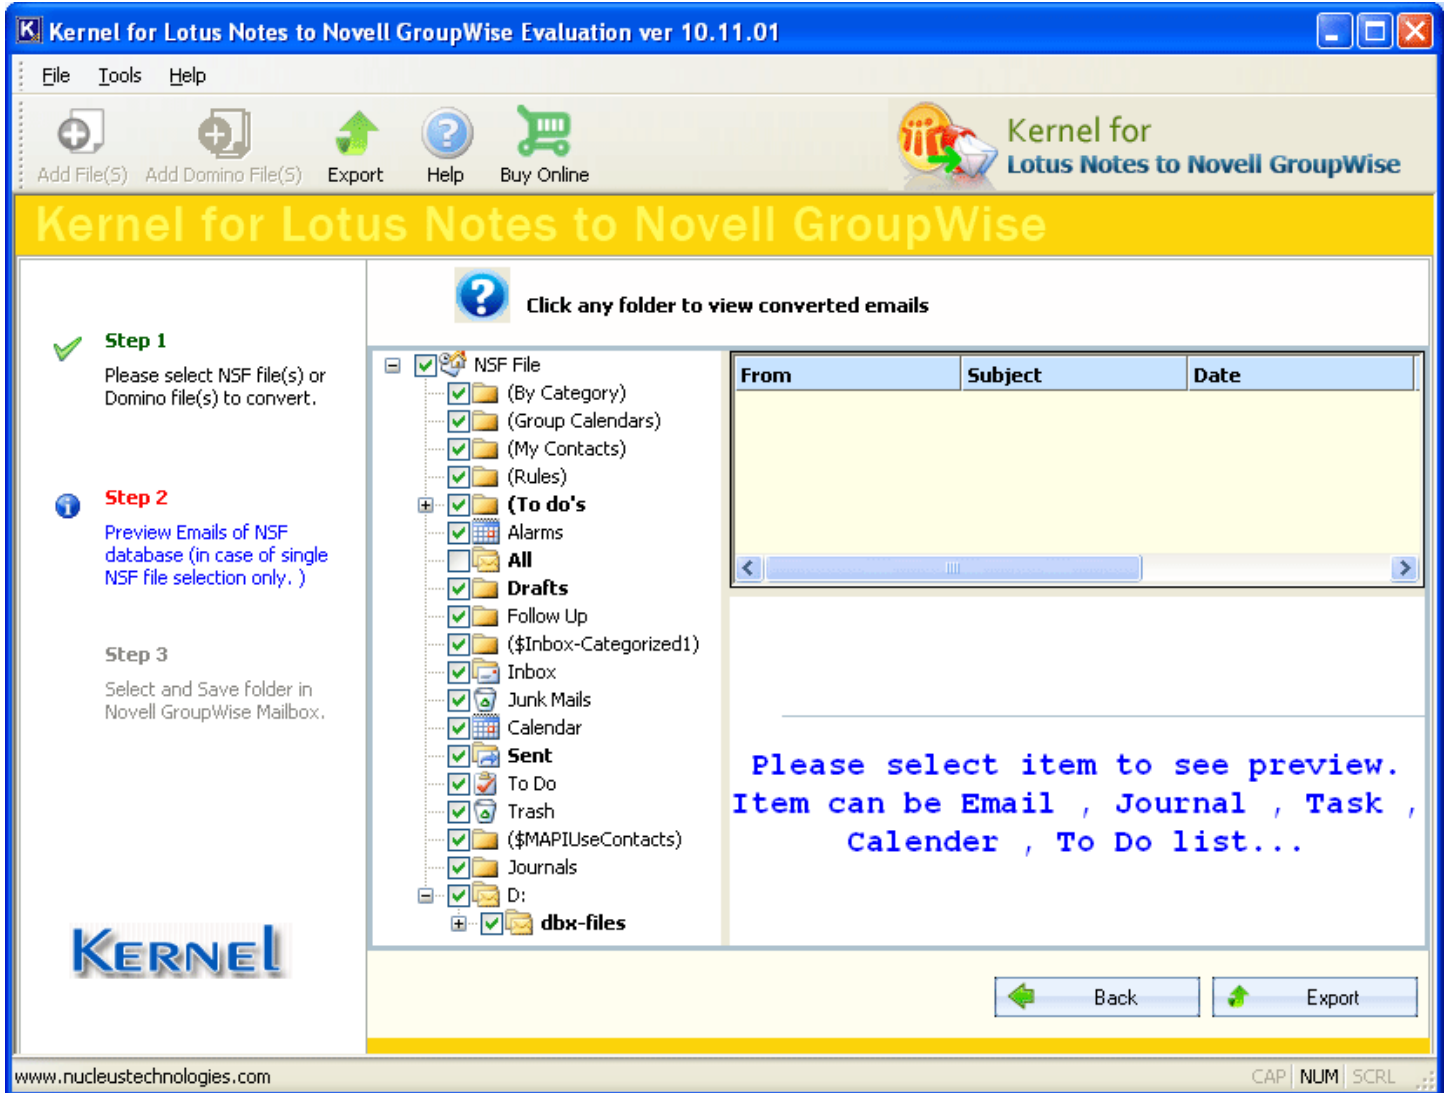 Kernel for Lotus Notes to Novell GroupWise Evaluation ver 10.11.01
File Tools Help
Add File(S) Add Domino File(S) Export Help Buy Online
Kernel for
Lotus Notes to Novell GroupWise
Kernel for Lotus Notes to Novell GroupWise
Click any folder to view converted emails
Step 1
Please select NSF file(s) or
Domino file(s) to convert.
Step 2
Preview Emails of NSF
database (in case of single
NSF file selection only. )
Step 3
Select and Save folder in
Novell GroupWise Mailbox.
KERNEL
NSF File
(By Category)
(Group Calendars)
(My Contacts)
(Rules)
(To do's
Alarms
All
Drafts
Follow Up
($Inbox-Categorized1)
Inbox
Junk Mails
Calendar
Sent
To Do
Trash
($MAPIUseContacts)
Journals
D:
dbx-files
From Subject Date
Please select item to see preview.
Item can be Email , Journal , Task ,
Calender , To Do list...
Back Export
www.nucleustechnologies.com
CAP NUM SCRL